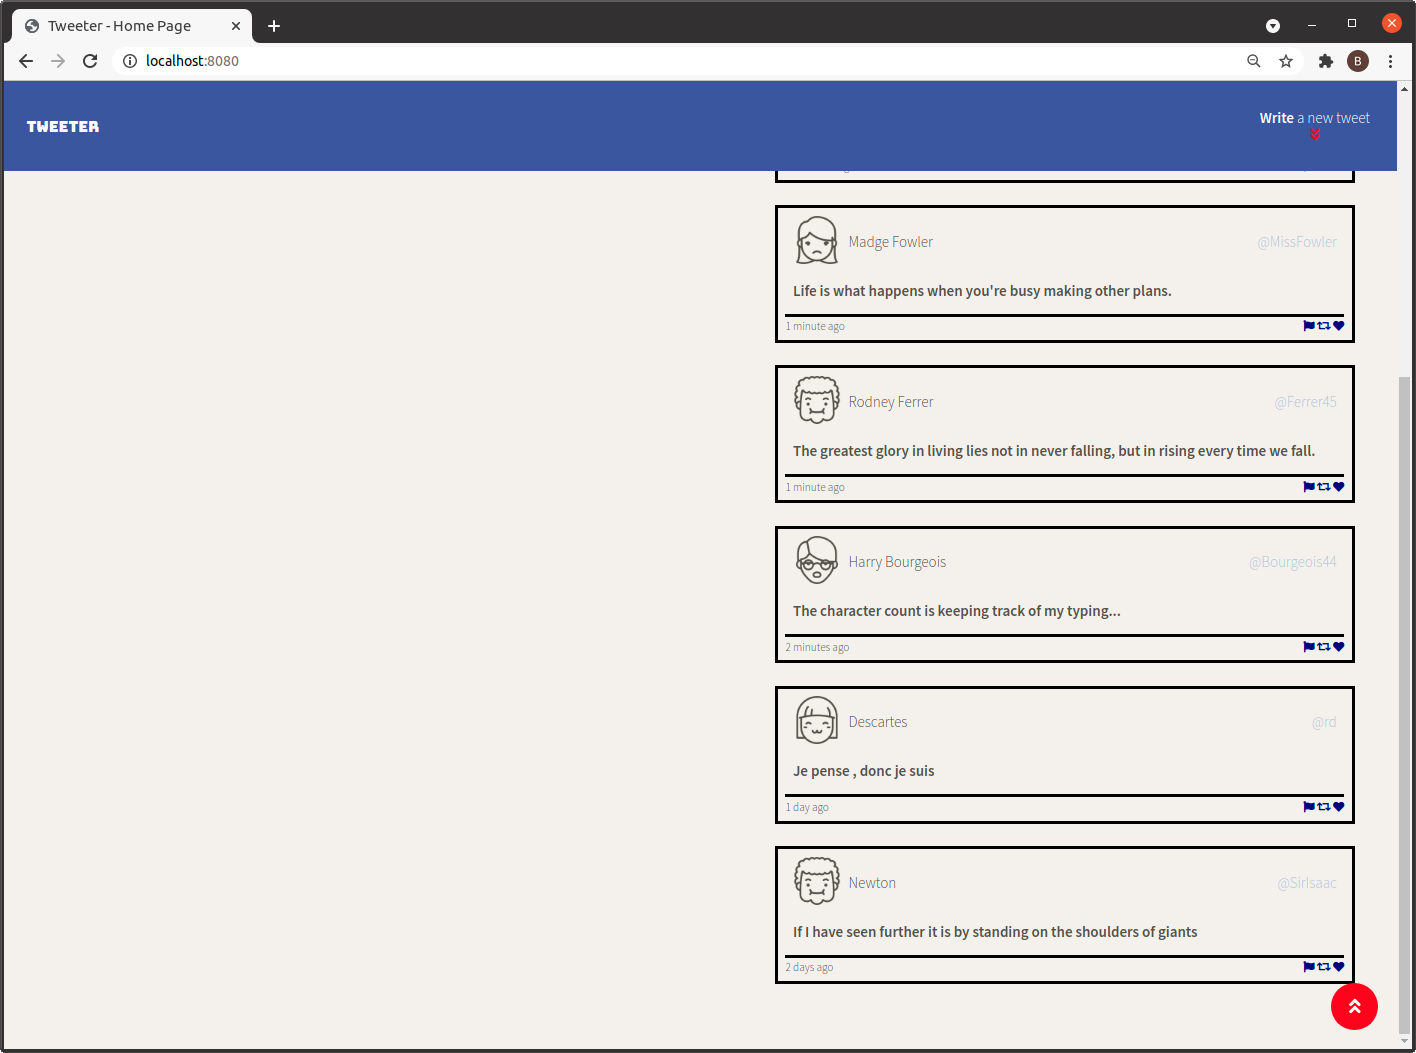 Tweeter - Home Page
localhost:8080
B
TWEETER
Write a new tweet
Madge Fowler @MissFowler
Life is what happens when you're busy making other plans.
1 minute ago
Rodney Ferrer @Ferrer45
The greatest glory in living lies not in never falling, but in rising every time we fall.
1 minute ago
Harry Bourgeois @Bourgeois44
The character count is keeping track of my typing...
2 minutes ago
Descartes @rd
Je pense , donc je suis
1 day ago
Newton @SirIsaac
If I have seen further it is by standing on the shoulders of giants
2 days ago